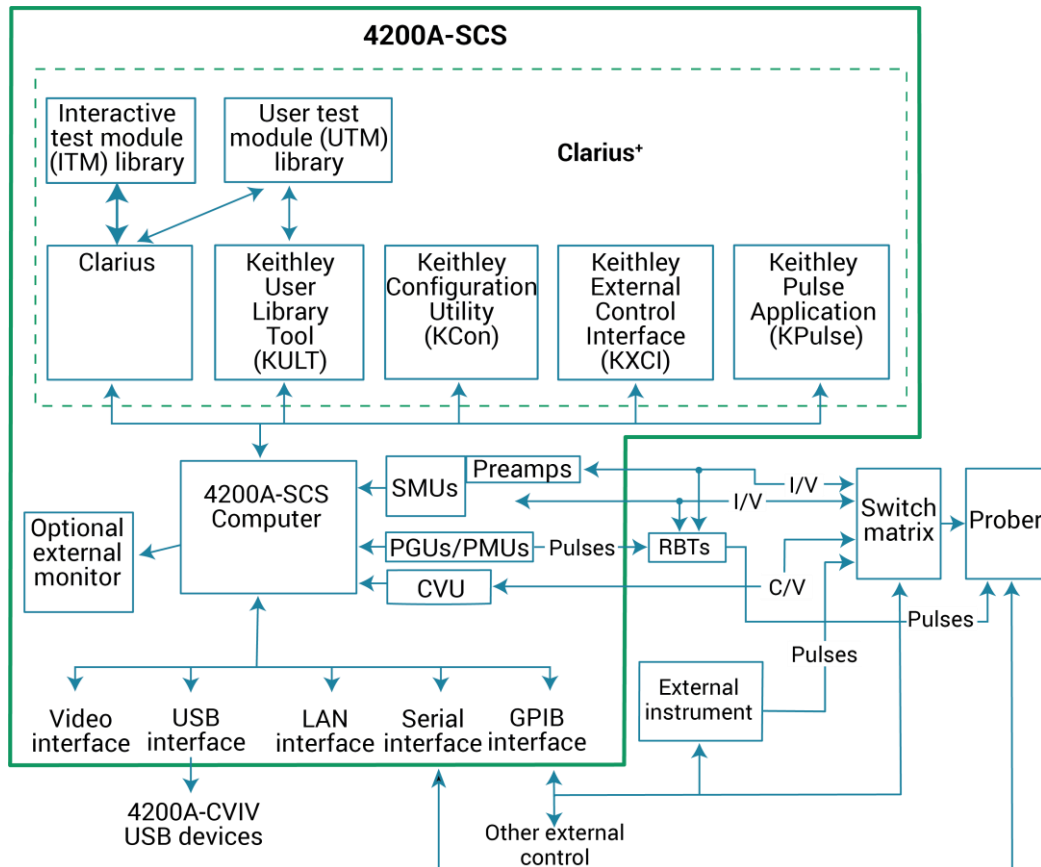 4200A-SCS
Interactive
test module
(ITM) library
User test
module (UTM)
library
Clarius⁺
Clarius
Keithley
User
Library
Tool
(KULT)
Keithley
Configuration
Utility
(KCon)
Keithley
External
Control
Interface
(KXCI)
Keithley
Pulse
Application
(KPulse)
4200A-SCS
Computer
Optional
external
monitor
SMUs
Preamps
PGUs/PMUs
Pulses
CVU
RBTs
I/V
I/V
C/V
Switch
matrix
Prober
Pulses
Pulses
External
instrument
Video
interface
USB
interface
LAN
interface
Serial
interface
GPIB
interface
4200A-CVIV
USB devices
Other external
control